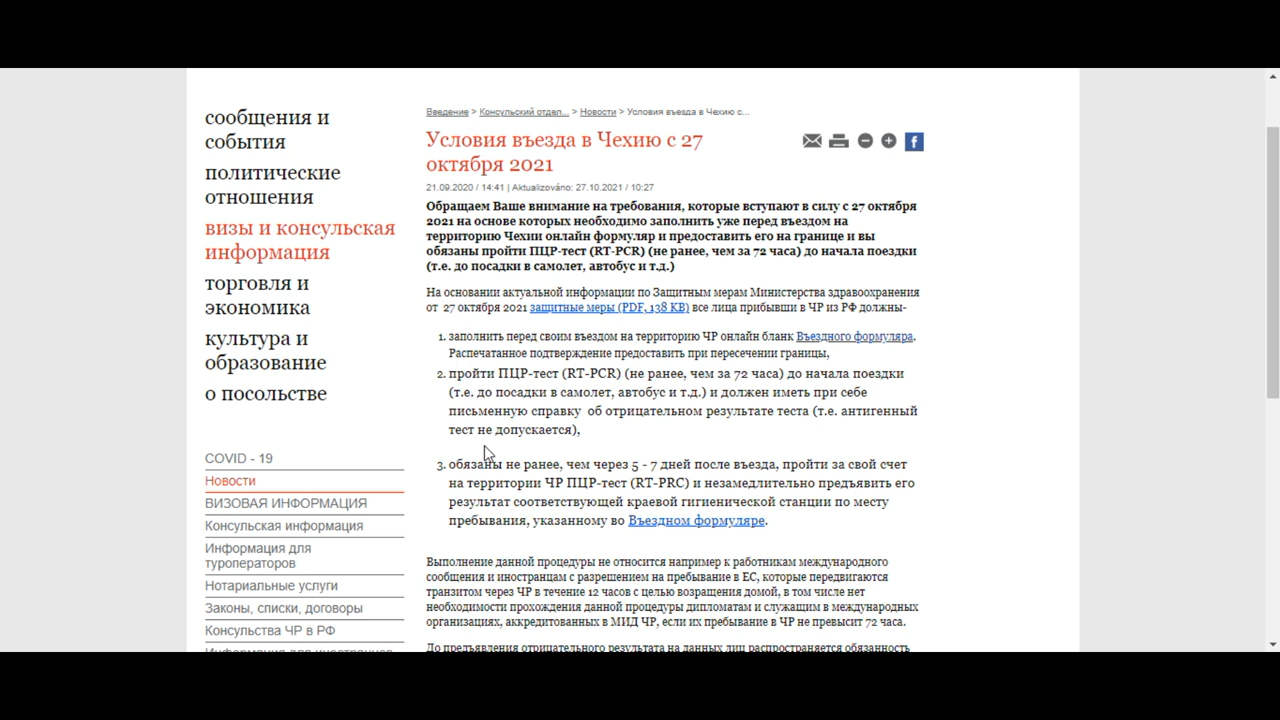 сообщения и
события
политические
отношения
визы и консульская
информация
торговля и
экономика
культура и
образование
о посольстве
COVID - 19
Новости
ВИЗОВАЯ ИНФОРМАЦИЯ
Консульская информация
Информация для
туроператоров
Нотариальные услуги
Законы, списки, договоры
Консульства ЧР в РФ
Информация для иностранцев
Введение > Консульский отдел... > Новости > Условия въезда в Чехию с...
Условия въезда в Чехию с 27
октября 2021
21.09.2020 / 14:41 | Aktualizováno: 27.10.2021 / 10:27
Обращаем Ваше внимание на требования, которые вступают в силу с 27 октября
2021 на основе которых необходимо заполнить уже перед въездом на
территорию Чехии онлайн формуляр и предоставить его на границе и вы
обязаны пройти ПЦР-тест (RT-PCR) (не ранее, чем за 72 часа) до начала поездки
(т.е. до посадки в самолет, автобус и т.д.)
На основании актуальной информации по Защитным мерам Министерства здравоохранения
от 27 октября 2021 защитные меры (PDF, 138 KB) все лица прибывши в ЧР из РФ должны-
1. заполнить перед своим въездом на территорию ЧР онлайн бланк Въездного формуляра.
Распечатанное подтверждение предоставить при пересечении границы,
2. пройти ПЦР-тест (RT-PCR) (не ранее, чем за 72 часа) до начала поездки
(т.е. до посадки в самолет, автобус и т.д.) и должен иметь при себе
письменную справку об отрицательном результате теста (т.е. антигенный
тест не допускается),
3. обязаны не ранее, чем через 5 - 7 дней после въезда, пройти за свой счет
на территории ЧР ПЦР-тест (RT-PRC) и незамедлительно предъявить его
результат соответствующей краевой гигиенической станции по месту
пребывания, указанному во Въездном формуляре.
Выполнение данной процедуры не относится например к работникам международного
сообщения и иностранцам с разрешением на пребывание в ЕС, которые передвигаются
транзитом через ЧР в течение 12 часов с целью возращения домой, в том числе нет
необходимости прохождения данной процедуры дипломатам и служащим в международных
организациях, аккредитованных в МИД ЧР, если их пребывание в ЧР не превысит 72 часа.
До предъявления отрицательного результата на данных лиц распространяется обязанность